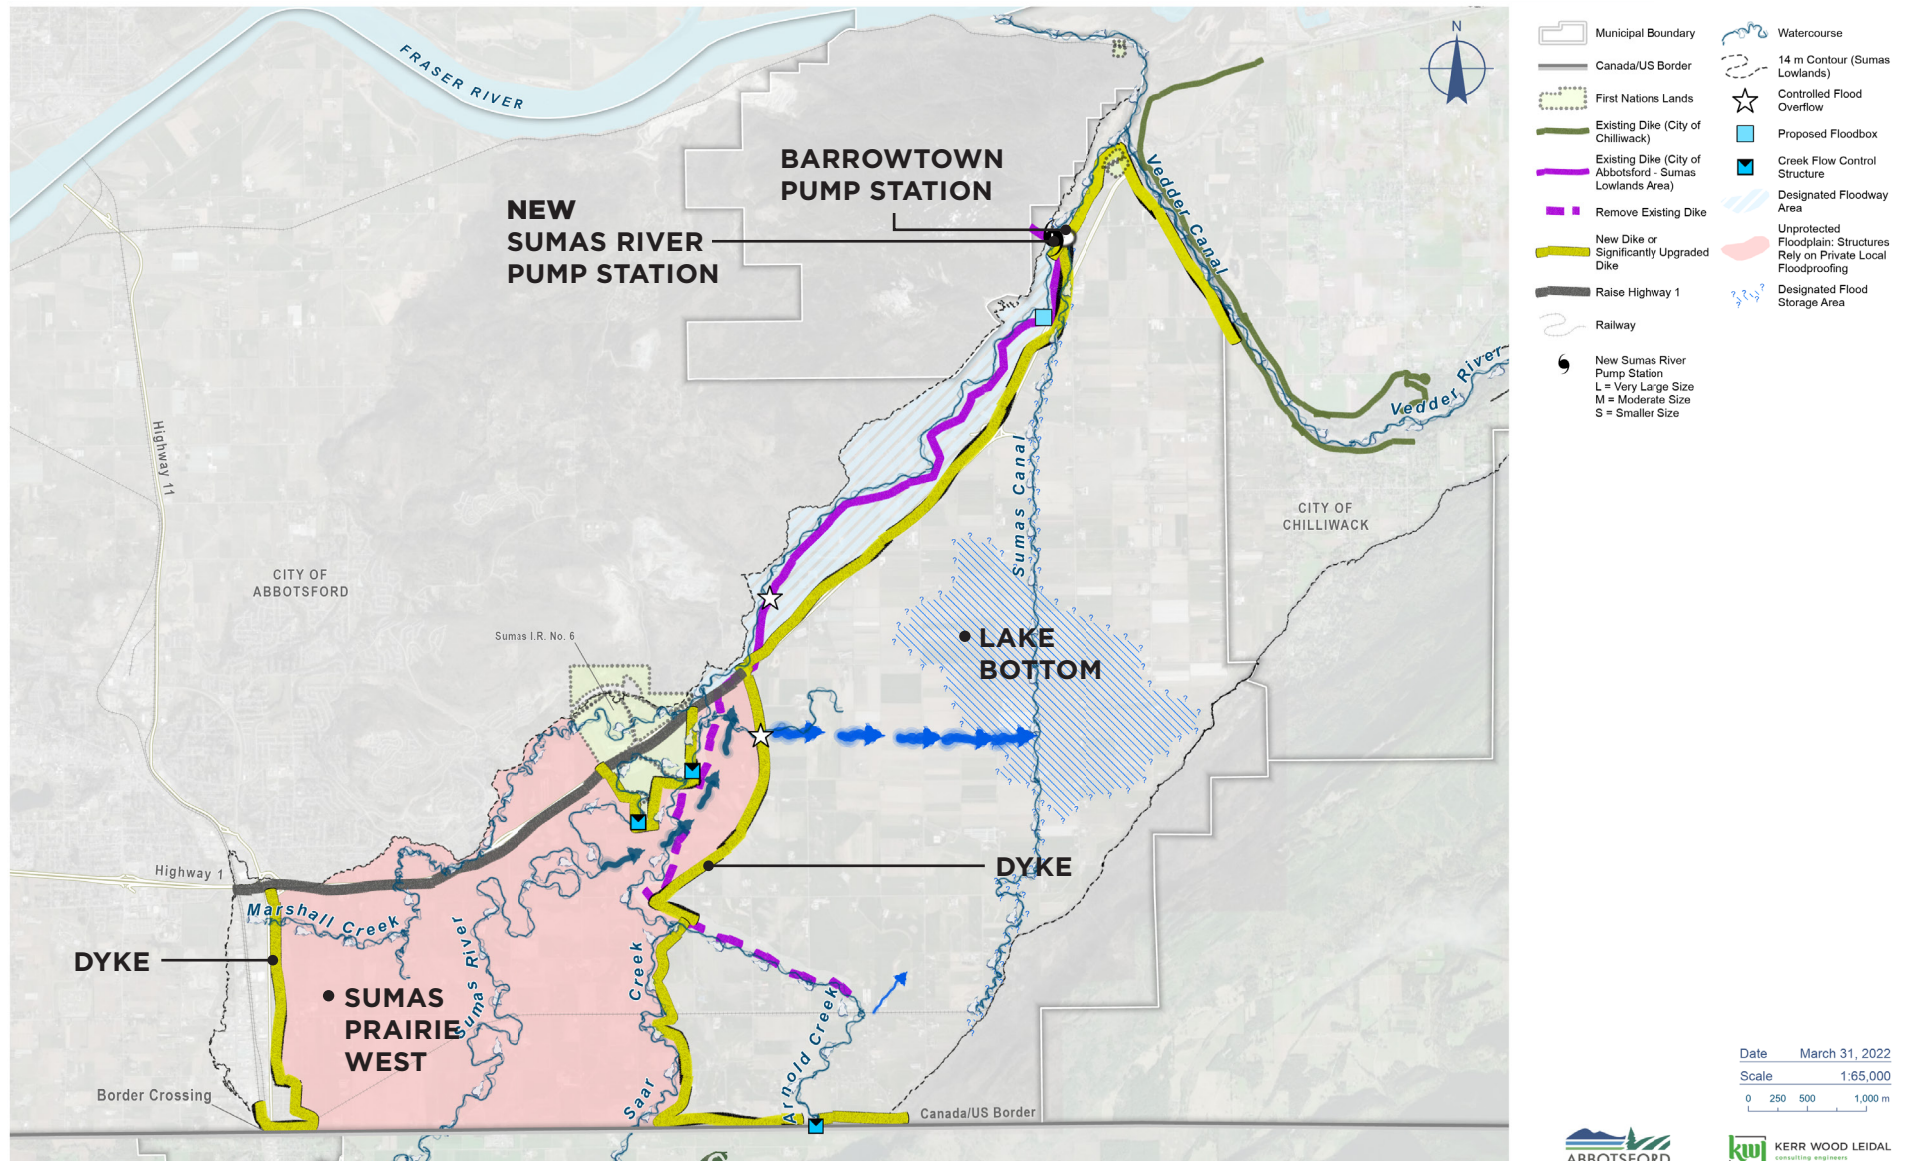 FRASER RIVER
N
BARROWTOWN
PUMP STATION
NEW
SUMAS RIVER
PUMP STATION
Vedder Canal
Vedder River
Highway 11
Sumas Canal
CITY OF
CHILLIWACK
CITY OF
ABBOTSFORD
Sumas I.R. No. 6
LAKE
BOTTOM
Highway 1
DYKE
Marshall Creek
DYKE
Sumas River
Creek
SUMAS
PRAIRIE
WEST
Arnold Creek
Saar
Border Crossing
Canada/US Border
Municipal Boundary
Canada/US Border
First Nations Lands
Existing Dike (City of
Chilliwack)
Existing Dike (City of
Abbotsford - Sumas
Lowlands Area)
Remove Existing Dike
New Dike or
Significantly Upgraded
Dike
Raise Highway 1
Railway
New Sumas River
Pump Station
L = Very Large Size
M = Moderate Size
S = Smaller Size
Watercourse
14 m Contour (Sumas
Lowlands)
Controlled Flood
Overflow
Proposed Floodbox
Creek Flow Control
Structure
Designated Floodway
Area
Unprotected
Floodplain: Structures
Rely on Private Local
Floodproofing
Designated Flood
Storage Area
Date March 31, 2022
Scale 1:65,000
0 250 500 1,000 m
ABBOTSFORD
kwl KERR WOOD LEIDAL
consulting engineers